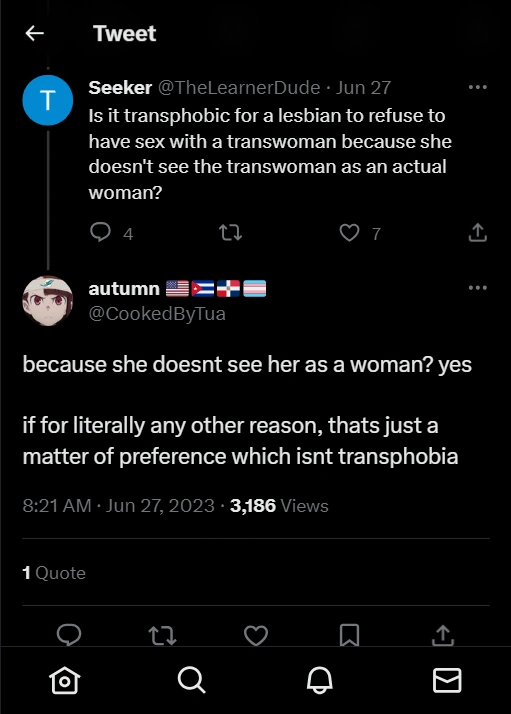 Tweet
Seeker @TheLearnerDude · Jun 27
Is it transphobic for a lesbian to refuse to
have sex with a transwoman because she
doesn't see the transwoman as an actual
woman?
4 7
T
autumn 🇺🇸🇨🇺🇩🇴🏳️‍⚧️
@CookedByTua
because she doesnt see her as a woman? yes
if for literally any other reason, thats just a
matter of preference which isnt transphobia
8:21 AM · Jun 27, 2023 · 3,186 Views
1 Quote